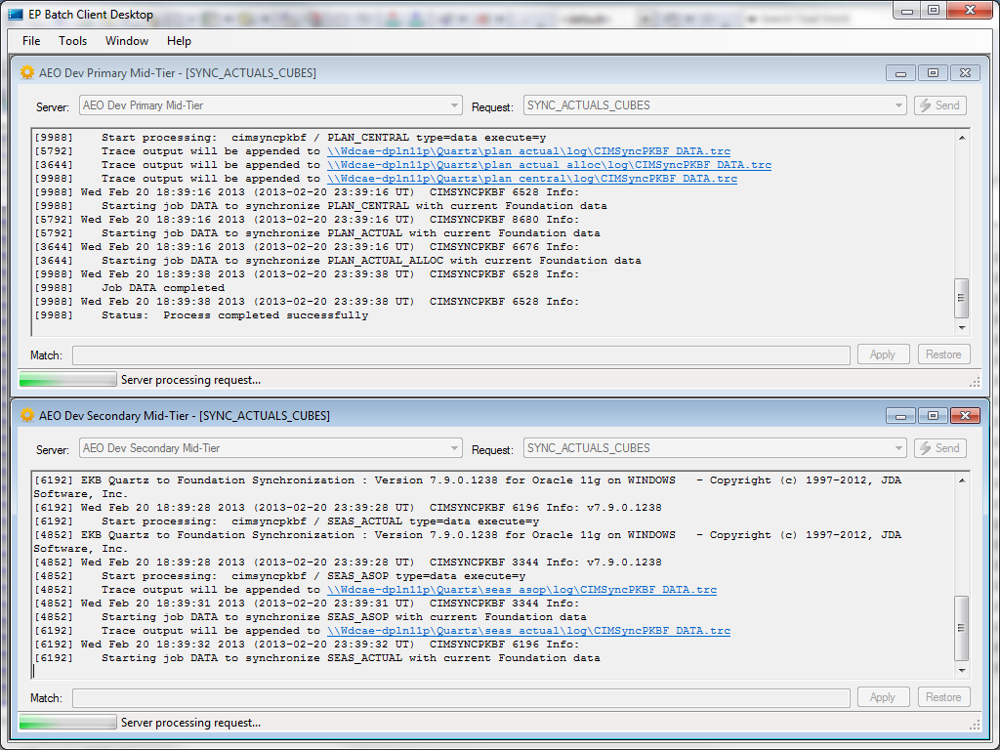 EP Batch Client Desktop
File Tools Window Help
AEO Dev Primary Mid-Tier - [SYNC_ACTUALS_CUBES]
Server: AEO Dev Primary Mid-Tier Request: SYNC_ACTUALS_CUBES Send
[9988] Start processing: cimsyncpkbf / PLAN_CENTRAL type=data execute=y
[5792] Trace output will be appended to \\Wdcae-dpln11p\Quartz\plan_actual\log\CIMSyncPKBF_DATA.trc
[3644] Trace output will be appended to \\Wdcae-dpln11p\Quartz\plan_actual_alloc\log\CIMSyncPKBF_DATA.trc
[9988] Trace output will be appended to \\Wdcae-dpln11p\Quartz\plan_central\log\CIMSyncPKBF_DATA.trc
[9988] Wed Feb 20 18:39:16 2013 (2013-02-20 23:39:16 UT) CIMSYNCPKBF 6528 Info:
[9988] Starting job DATA to synchronize PLAN_CENTRAL with current Foundation data
[5792] Wed Feb 20 18:39:16 2013 (2013-02-20 23:39:16 UT) CIMSYNCPKBF 8680 Info:
[5792] Starting job DATA to synchronize PLAN_ACTUAL with current Foundation data
[3644] Wed Feb 20 18:39:16 2013 (2013-02-20 23:39:16 UT) CIMSYNCPKBF 6676 Info:
[3644] Starting job DATA to synchronize PLAN_ACTUAL_ALLOC with current Foundation data
[9988] Wed Feb 20 18:39:38 2013 (2013-02-20 23:39:38 UT) CIMSYNCPKBF 6528 Info:
[9988] Job DATA completed
[9988] Wed Feb 20 18:39:38 2013 (2013-02-20 23:39:38 UT) CIMSYNCPKBF 6528 Info:
[9988] Status: Process completed successfully
Match: Apply Restore
Server processing request...
AEO Dev Secondary Mid-Tier - [SYNC_ACTUALS_CUBES]
Server: AEO Dev Secondary Mid-Tier Request: SYNC_ACTUALS_CUBES Send
[6192] EKB Quartz to Foundation Synchronization : Version 7.9.0.1238 for Oracle 11g on WINDOWS - Copyright (c) 1997-2012, JDA
Software, Inc.
[6192] Wed Feb 20 18:39:28 2013 (2013-02-20 23:39:28 UT) CIMSYNCPKBF 6196 Info: v7.9.0.1238
[6192] Start processing: cimsyncpkbf / SEAS_ACTUAL type=data execute=y
[4852] EKB Quartz to Foundation Synchronization : Version 7.9.0.1238 for Oracle 11g on WINDOWS - Copyright (c) 1997-2012, JDA
Software, Inc.
[4852] Wed Feb 20 18:39:28 2013 (2013-02-20 23:39:28 UT) CIMSYNCPKBF 3344 Info: v7.9.0.1238
[4852] Start processing: cimsyncpkbf / SEAS_ASOP type=data execute=y
[4852] Trace output will be appended to \\Wdcae-dpln11p\Quartz\seas_asop\log\CIMSyncPKBF_DATA.trc
[4852] Wed Feb 20 18:39:31 2013 (2013-02-20 23:39:31 UT) CIMSYNCPKBF 3344 Info:
[4852] Starting job DATA to synchronize SEAS_ASOP with current Foundation data
[6192] Trace output will be appended to \\Wdcae-dpln11p\Quartz\seas_actual\log\CIMSyncPKBF_DATA.trc
[6192] Wed Feb 20 18:39:32 2013 (2013-02-20 23:39:32 UT) CIMSYNCPKBF 6196 Info:
[6192] Starting job DATA to synchronize SEAS_ACTUAL with current Foundation data
Match: Apply Restore
Server processing request...